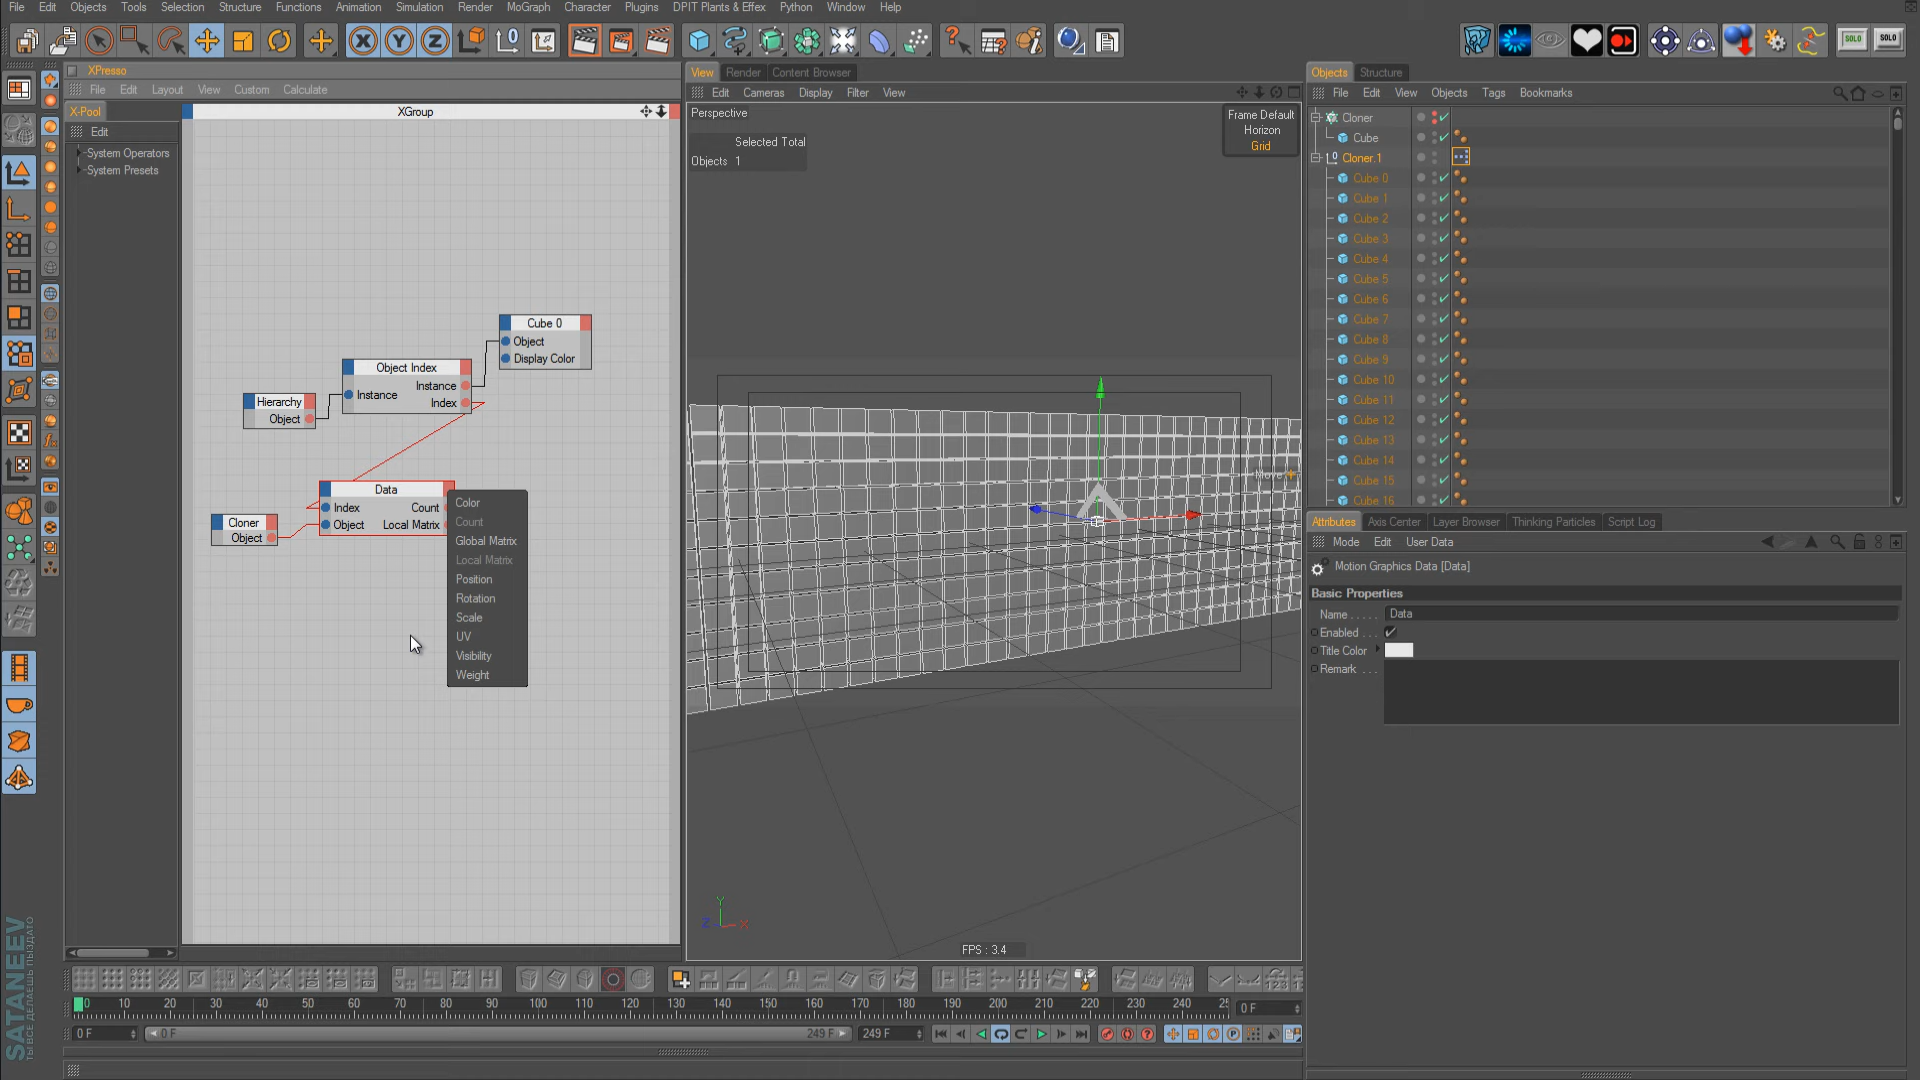 File Edit Objects Tools Selection Structure Functions Animation Simulation Render MoGraph Character Plugins DPIT Plants & Effex Python Window Help
X Y Z
SOLO SOLO
XPresso
File Edit Layout View Custom Calculate
X-Pool
Edit
System Operators
System Presets
XGroup
Cube 0
Object
Display Color
Object Index
Instance
Instance
Index
Hierarchy
Object
Data
Index Count
Object Local Matrix
Cloner
Object
Color
Count
Global Matrix
Local Matrix
Position
Rotation
Scale
UV
Visibility
Weight
View Render Content Browser
Edit Cameras Display Filter View
Perspective
Selected Total
Objects 1
Frame Default
Horizon
Grid
Move
Y
Z X
FPS : 3.4
Objects Structure
File Edit View Objects Tags Bookmarks
Cloner
Cube
Cloner.1
Cube 0
Cube 1
Cube 2
Cube 3
Cube 4
Cube 5
Cube 6
Cube 7
Cube 8
Cube 9
Cube 10
Cube 11
Cube 12
Cube 13
Cube 14
Cube 15
Cube 16
Attributes Axis Center Layer Browser Thinking Particles Script Log
Mode Edit User Data
Motion Graphics Data [Data]
Basic Properties
Name . . . . . Data
Enabled . . .
Title Color
Remark . . .
0 10 20 30 40 50 60 70 80 90 100 110 120 130 140 150 160 170 180 190 200 210 220 230 240 25
0 F
0 F 0 F 249 F 249 F
SATANEEV
ТЫ ВСЕ ДЕЛАЕШЬ ПЫЗДАТО